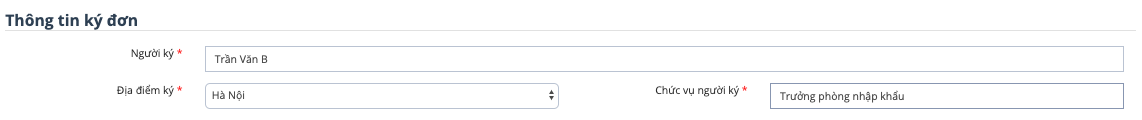 Thông tin ký đơn
Người ký *
Trần Văn B
Địa điểm ký *
Hà Nội
Chức vụ người ký *
Trưởng phòng nhập khẩu